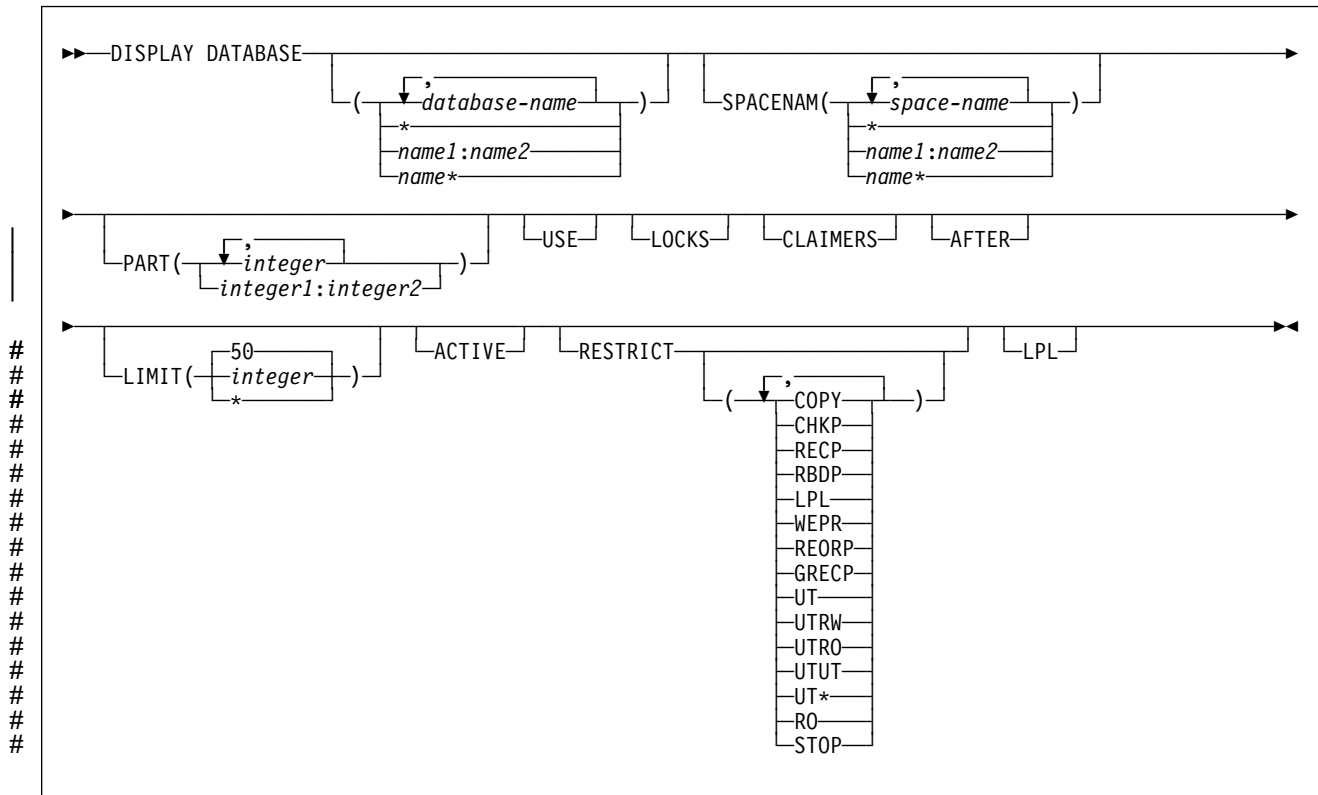 DISPLAY DATABASE
( , database-name ) SPACENAM( , space-name )
* *
name1:name2 name1:name2
name* name*
PART( , integer ) USE LOCKS CLAIMERS AFTER
integer1:integer2
# LIMIT( 50 ) ACTIVE RESTRICT LPL
# integer
# * ( , COPY )
# CHKP
# RECP
# RBDP
# LPL
# WEPR
# REORP
# GRECP
# UT
# UTRW
# UTRO
# UTUT
# UT*
# RO
# STOP